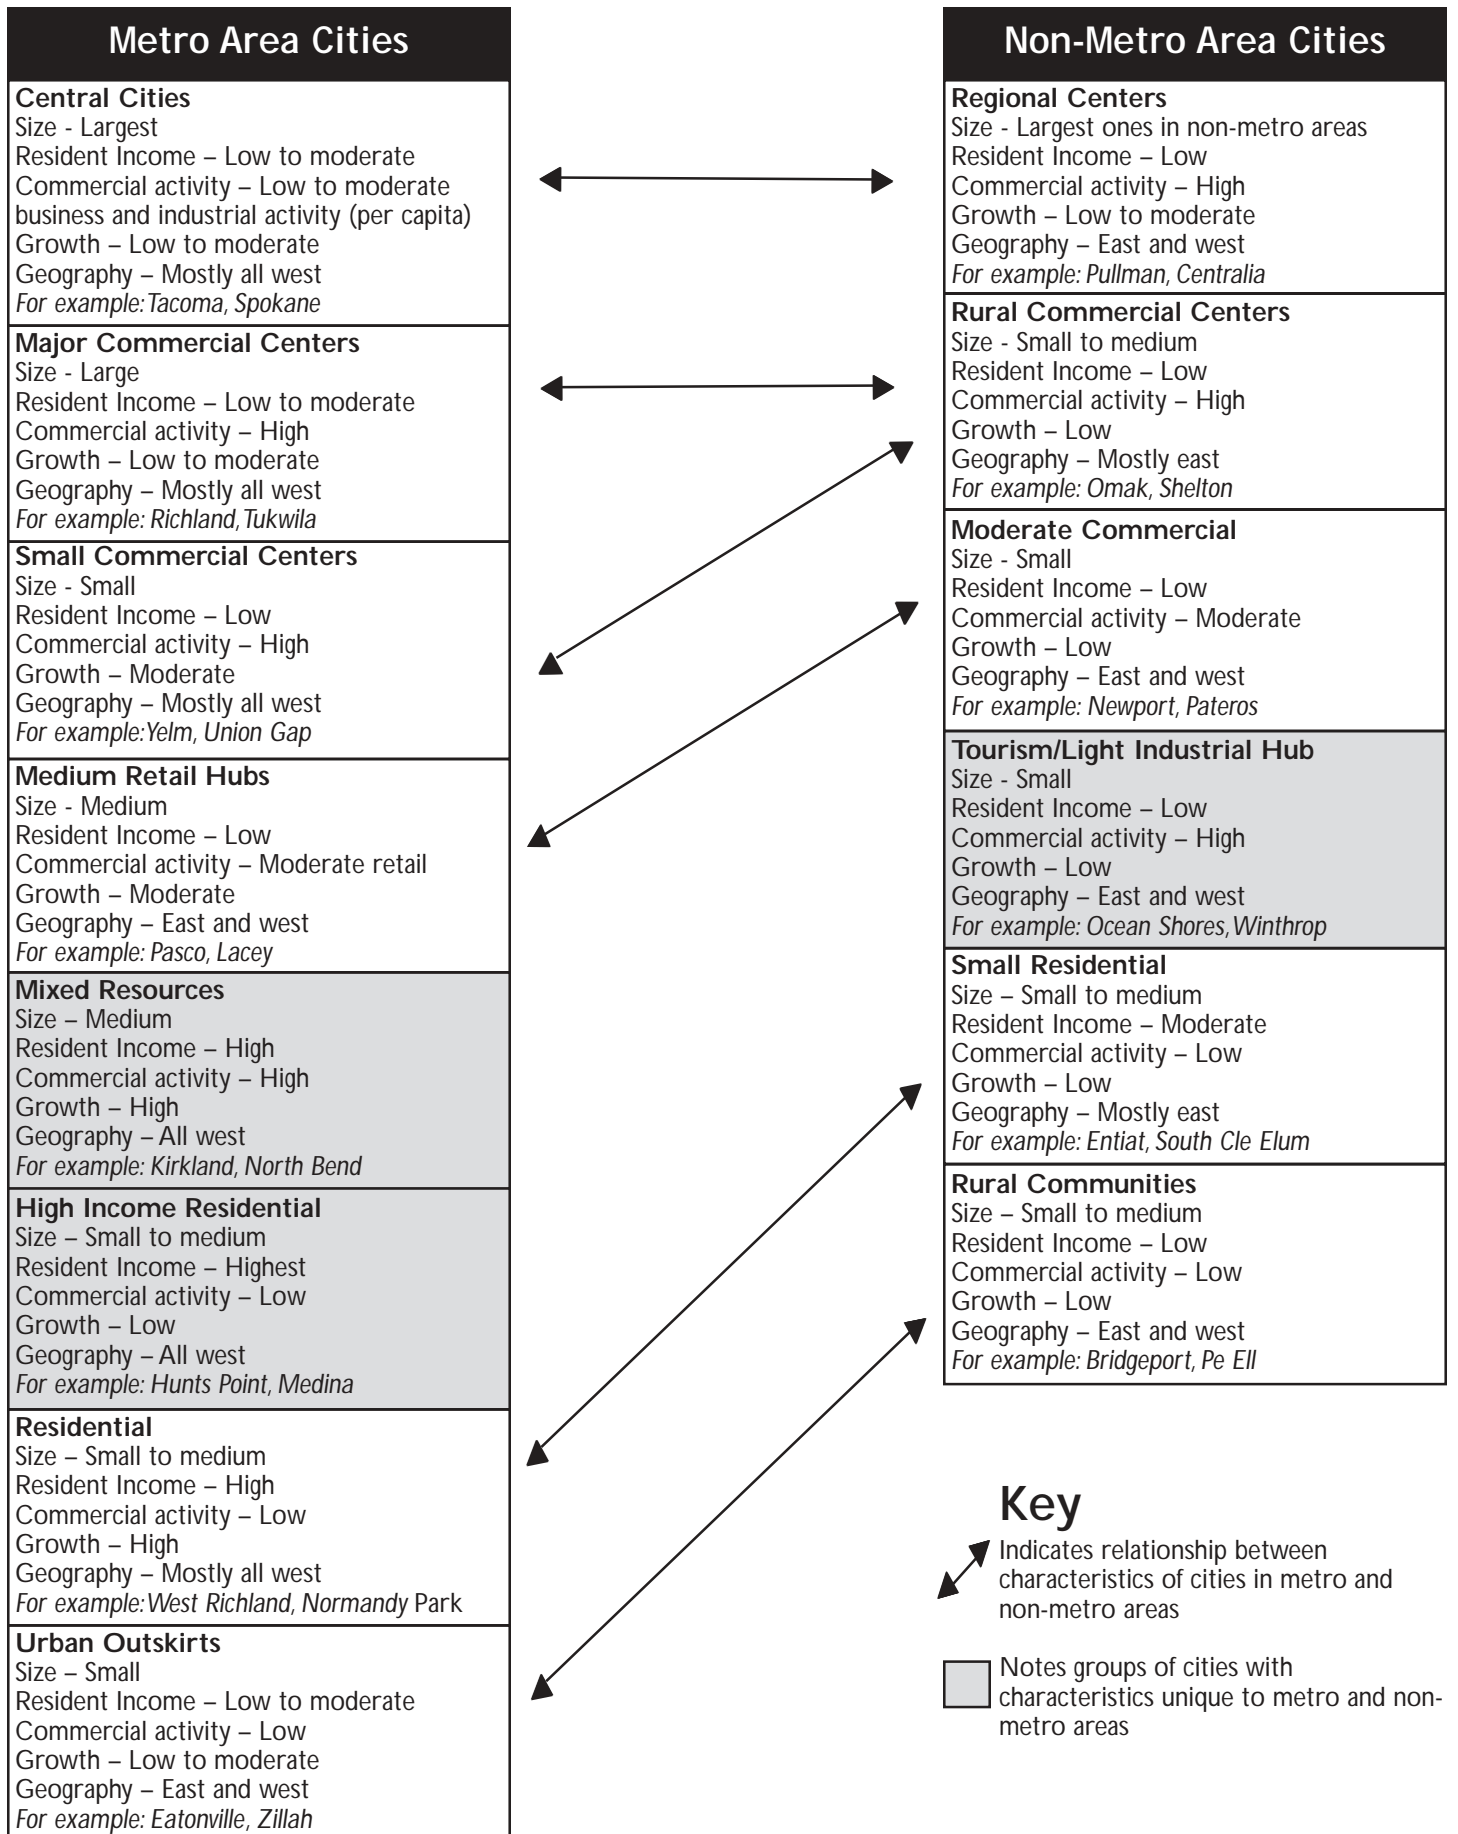 Metro Area Cities
Central Cities
Size - Largest
Resident Income – Low to moderate
Commercial activity – Low to moderate
business and industrial activity (per capita)
Growth – Low to moderate
Geography – Mostly all west
For example: Tacoma, Spokane
Major Commercial Centers
Size - Large
Resident Income – Low to moderate
Commercial activity – High
Growth – Low to moderate
Geography – Mostly all west
For example: Richland, Tukwila
Small Commercial Centers
Size - Small
Resident Income – Low
Commercial activity – High
Growth – Moderate
Geography – Mostly all west
For example: Yelm, Union Gap
Medium Retail Hubs
Size - Medium
Resident Income – Low
Commercial activity – Moderate retail
Growth – Moderate
Geography – East and west
For example: Pasco, Lacey
Mixed Resources
Size – Medium
Resident Income – High
Commercial activity – High
Growth – High
Geography – All west
For example: Kirkland, North Bend
High Income Residential
Size – Small to medium
Resident Income – Highest
Commercial activity – Low
Growth – Low
Geography – All west
For example: Hunts Point, Medina
Residential
Size – Small to medium
Resident Income – High
Commercial activity – Low
Growth – High
Geography – Mostly all west
For example: West Richland, Normandy Park
Urban Outskirts
Size – Small
Resident Income – Low to moderate
Commercial activity – Low
Growth – Low to moderate
Geography – East and west
For example: Eatonville, Zillah
Non-Metro Area Cities
Regional Centers
Size - Largest ones in non-metro areas
Resident Income – Low
Commercial activity – High
Growth – Low to moderate
Geography – East and west
For example: Pullman, Centralia
Rural Commercial Centers
Size - Small to medium
Resident Income – Low
Commercial activity – High
Growth – Low
Geography – Mostly east
For example: Omak, Shelton
Moderate Commercial
Size - Small
Resident Income – Low
Commercial activity – Moderate
Growth – Low
Geography – East and west
For example: Newport, Pateros
Tourism/Light Industrial Hub
Size - Small
Resident Income – Low
Commercial activity – High
Growth – Low
Geography – East and west
For example: Ocean Shores, Winthrop
Small Residential
Size – Small to medium
Resident Income – Moderate
Commercial activity – Low
Growth – Low
Geography – Mostly east
For example: Entiat, South Cle Elum
Rural Communities
Size – Small to medium
Resident Income – Low
Commercial activity – Low
Growth – Low
Geography – East and west
For example: Bridgeport, Pe Ell
Key
Indicates relationship between
characteristics of cities in metro and
non-metro areas
Notes groups of cities with
characteristics unique to metro and non-
metro areas